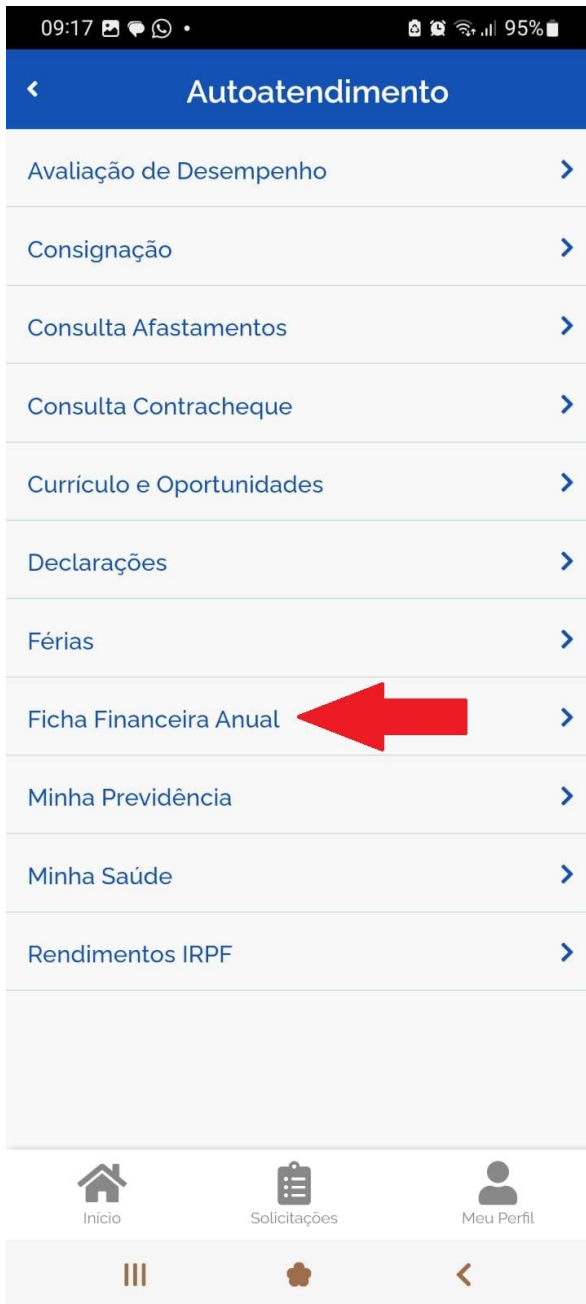 09:17
95%
Autoatendimento
Avaliação de Desempenho
Consignação
Consulta Afastamentos
Consulta Contracheque
Currículo e Oportunidades
Declarações
Férias
Ficha Financeira Anual
Minha Previdência
Minha Saúde
Rendimentos IRPF
Início
Solicitações
Meu Perfil